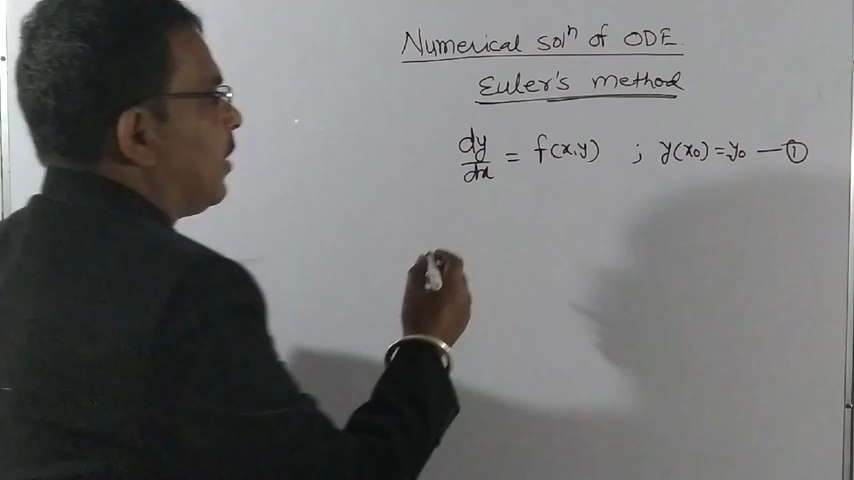 Numerical solⁿ of ODE.
Euler's method
dy/dx = f(x,y) ; y(x₀) = y₀ — ①